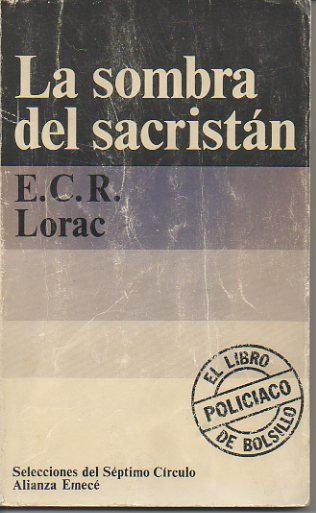 La sombra
del sacristán
E.C.R.
Lorac
EL LIBRO
POLICIACO
DE BOLSILLO
Selecciones del Séptimo Círculo
Alianza Emecé